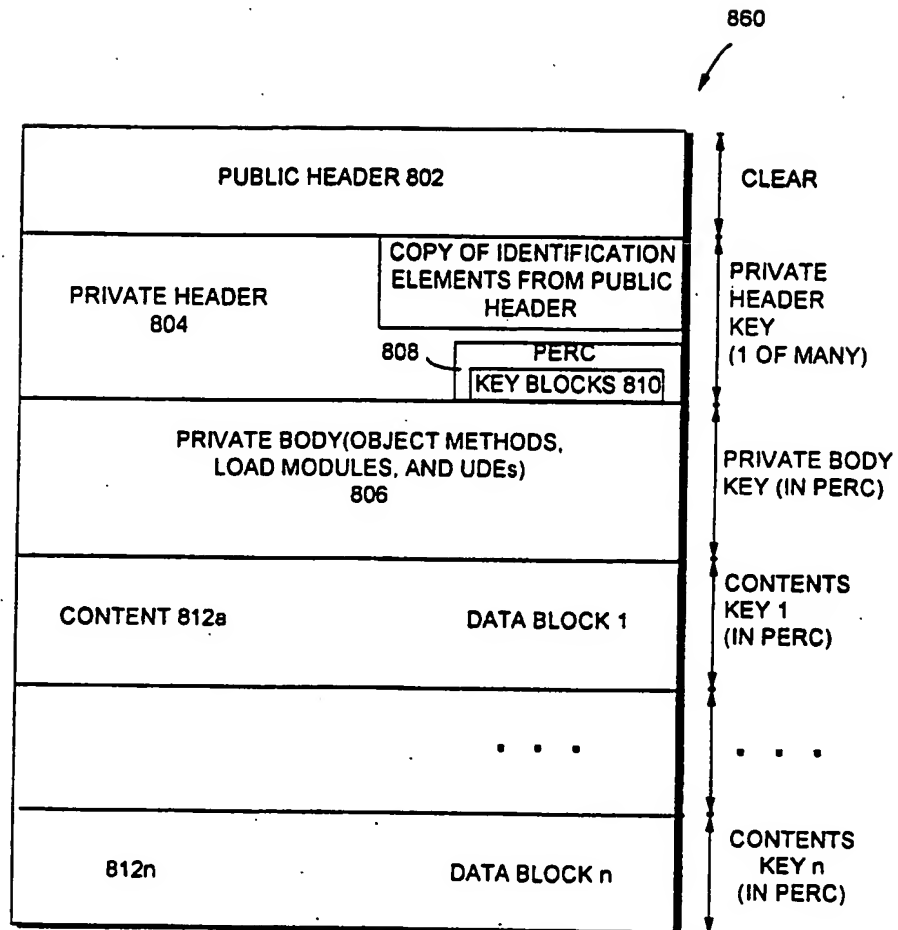 860
PUBLIC HEADER 802
CLEAR
COPY OF IDENTIFICATION
ELEMENTS FROM PUBLIC
HEADER
PRIVATE HEADER
804
PRIVATE
HEADER
KEY
(1 OF MANY)
808
PERC
KEY BLOCKS 810
PRIVATE BODY(OBJECT METHODS,
LOAD MODULES, AND UDEs)
806
PRIVATE BODY
KEY (IN PERC)
CONTENT 812a
DATA BLOCK 1
CONTENTS
KEY 1
(IN PERC)
. . .
. . .
812n
DATA BLOCK n
CONTENTS
KEY n
(IN PERC)